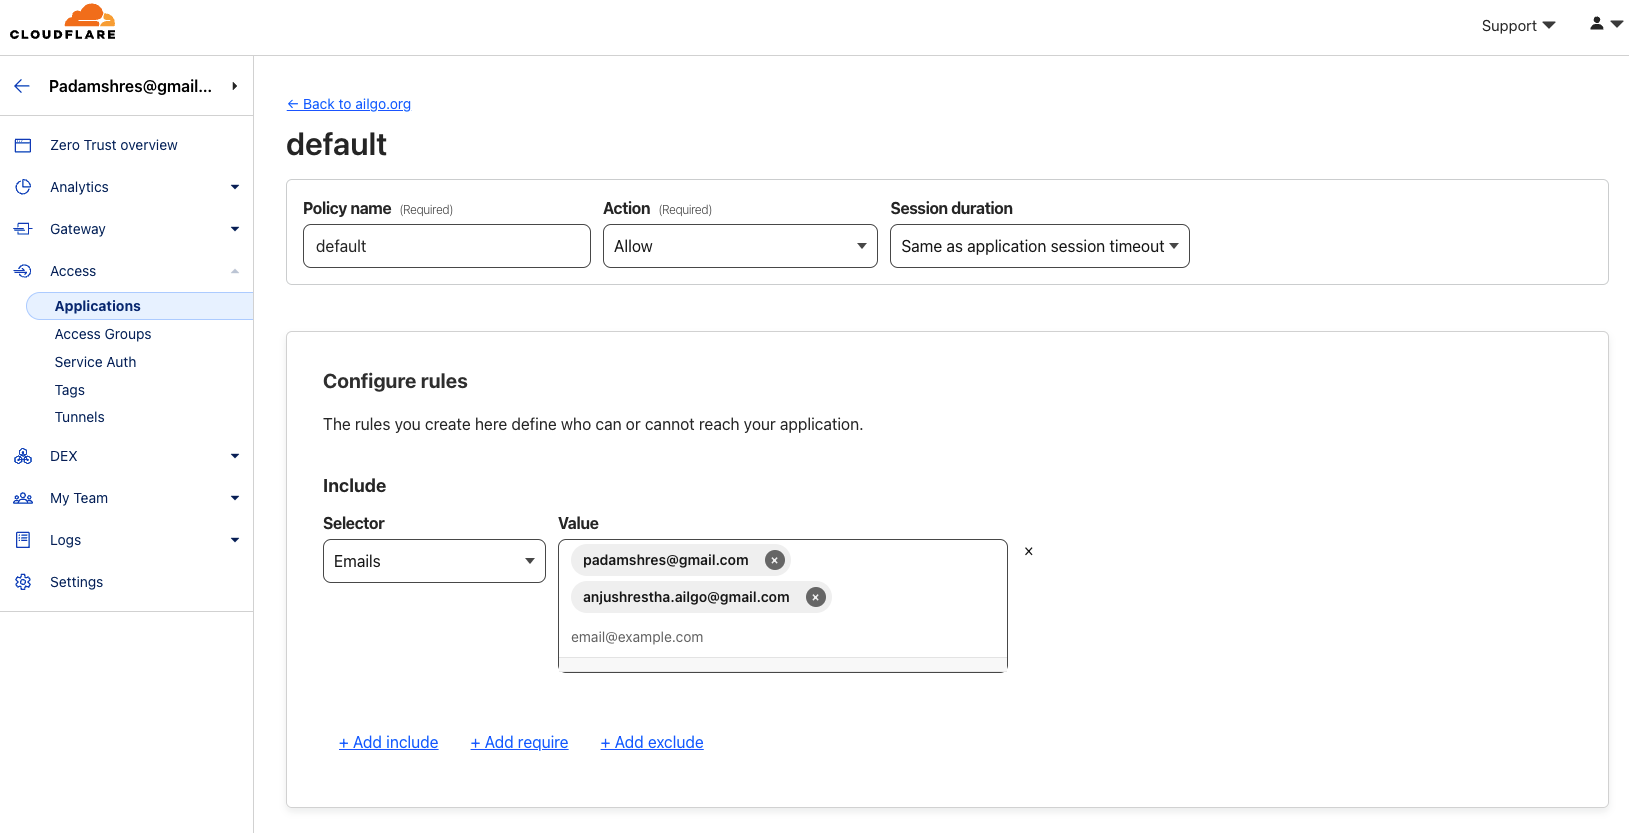 CLOUDFLARE
Support
Padamshres@gmail...
Zero Trust overview
Analytics
Gateway
Access
Applications
Access Groups
Service Auth
Tags
Tunnels
DEX
My Team
Logs
Settings
← Back to ailgo.org
default
Policy name (Required)
default
Action (Required)
Allow
Session duration
Same as application session timeout
Configure rules
The rules you create here define who can or cannot reach your application.
Include
Selector
Emails
Value
padamshres@gmail.com
anjushrestha.ailgo@gmail.com
email@example.com
+ Add include
+ Add require
+ Add exclude